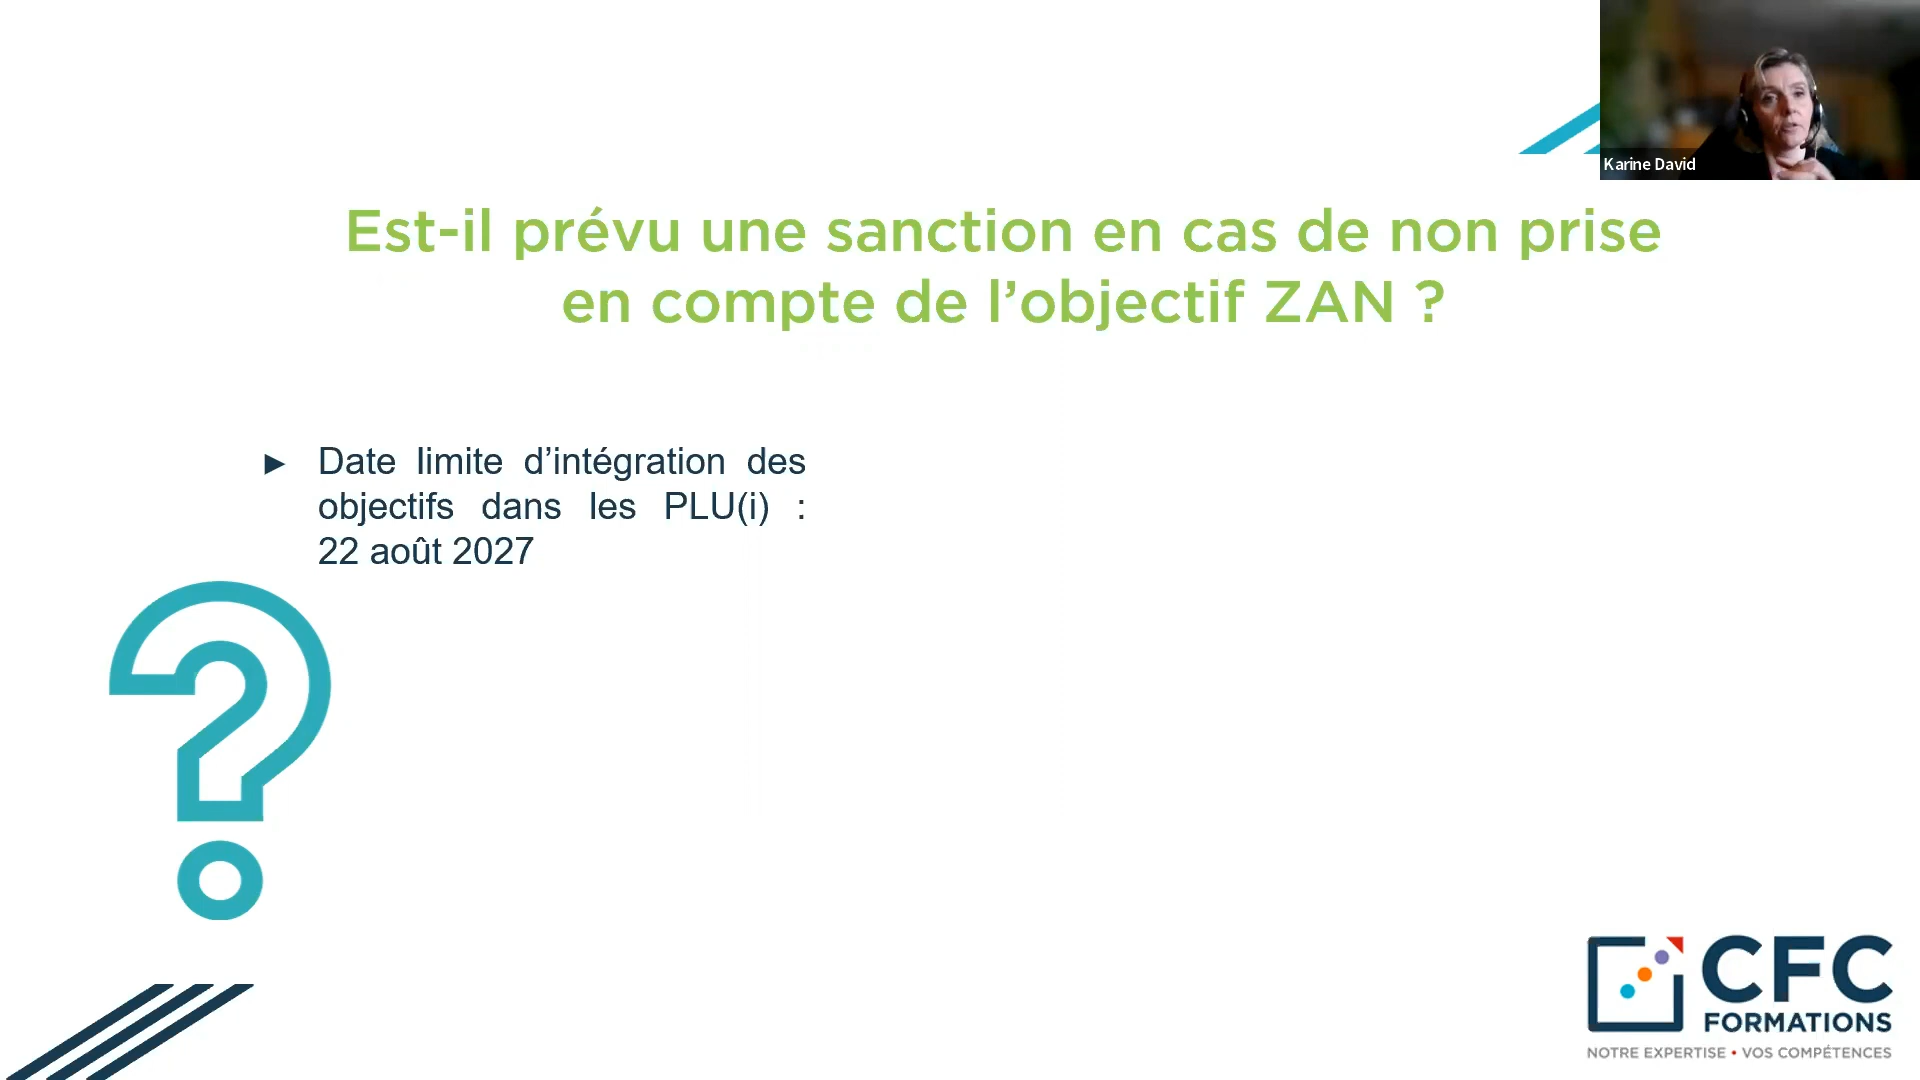 Karine David
Est-il prévu une sanction en cas de non prise
en compte de l’objectif ZAN ?
► Date limite d’intégration des
objectifs dans les PLU(i) :
22 août 2027
CFC
FORMATIONS
NOTRE EXPERTISE • VOS COMPÉTENCES